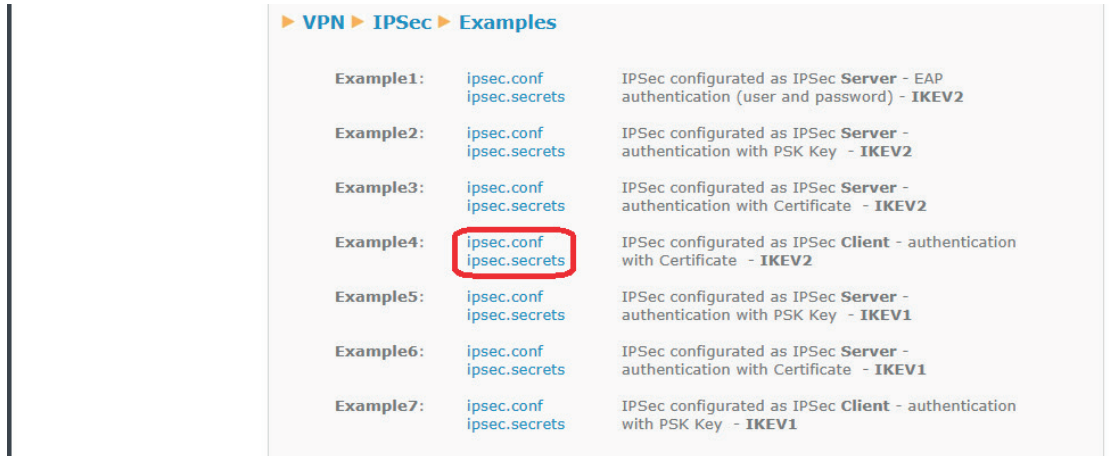 VPN IPSec Examples
Example1: ipsec.conf IPSec configurated as IPSec Server - EAP
ipsec.secrets authentication (user and password) - IKEV2
Example2: ipsec.conf IPSec configurated as IPSec Server -
ipsec.secrets authentication with PSK Key - IKEV2
Example3: ipsec.conf IPSec configurated as IPSec Server -
ipsec.secrets authentication with Certificate - IKEV2
Example4: ipsec.conf IPSec configurated as IPSec Client - authentication
ipsec.secrets with Certificate - IKEV2
Example5: ipsec.conf IPSec configurated as IPSec Server -
ipsec.secrets authentication with PSK Key - IKEV1
Example6: ipsec.conf IPSec configurated as IPSec Server -
ipsec.secrets authentication with Certificate - IKEV1
Example7: ipsec.conf IPSec configurated as IPSec Client - authentication
ipsec.secrets with PSK Key - IKEV1